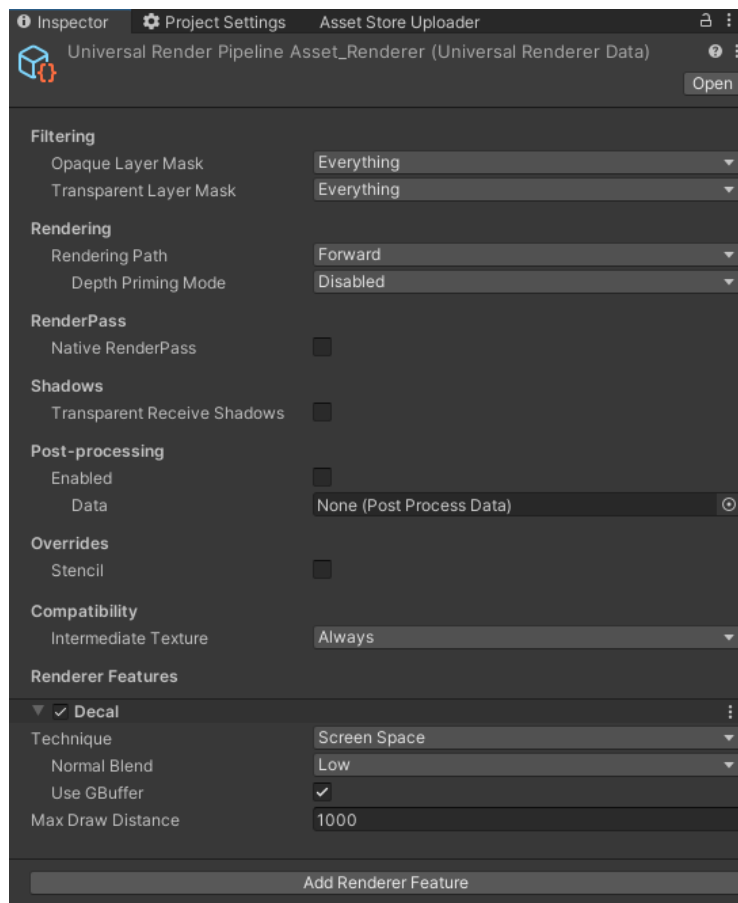 Inspector Project Settings Asset Store Uploader
Universal Render Pipeline Asset_Renderer (Universal Renderer Data)
Open
Filtering
Opaque Layer Mask Everything
Transparent Layer Mask Everything
Rendering
Rendering Path Forward
Depth Priming Mode Disabled
RenderPass
Native RenderPass
Shadows
Transparent Receive Shadows
Post-processing
Enabled
Data None (Post Process Data)
Overrides
Stencil
Compatibility
Intermediate Texture Always
Renderer Features
Decal
Technique Screen Space
Normal Blend Low
Use GBuffer
Max Draw Distance 1000
Add Renderer Feature